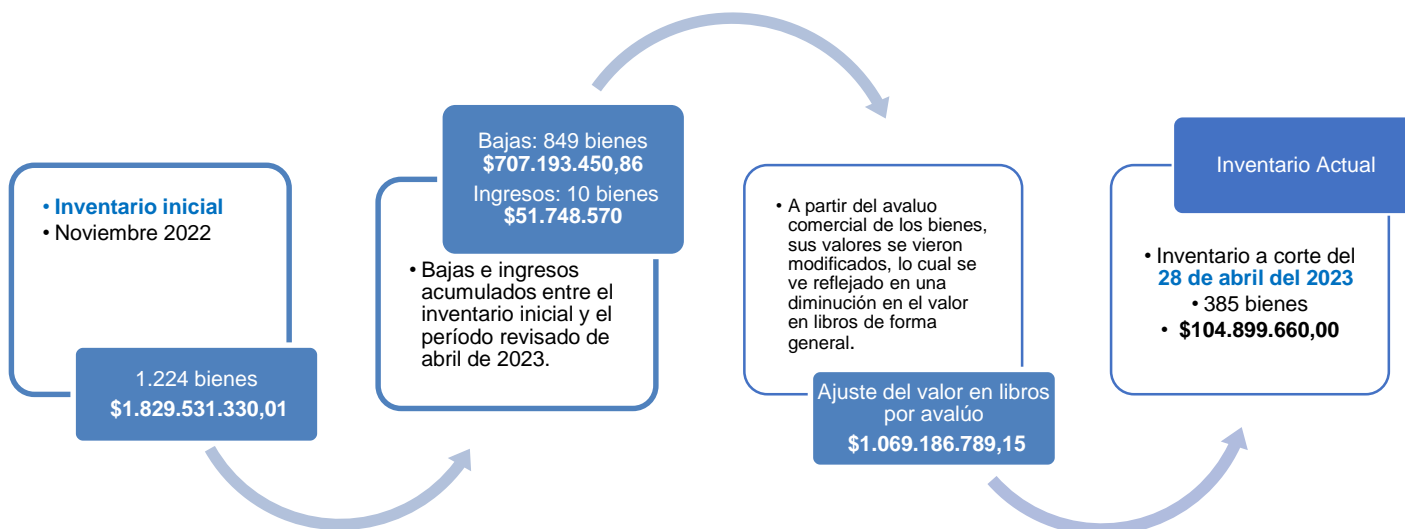 • Inventario inicial
• Noviembre 2022
1.224 bienes
$1.829.531.330,01
Bajas: 849 bienes
$707.193.450,86
Ingresos: 10 bienes
$51.748.570
• Bajas e ingresos
acumulados entre el
inventario inicial y el
período revisado de
abril de 2023.
• A partir del avaluo
comercial de los bienes,
sus valores se vieron
modificados, lo cual se
ve reflejado en una
diminución en el valor
en libros de forma
general.
Ajuste del valor en libros
por avalúo
$1.069.186.789,15
Inventario Actual
• Inventario a corte del
28 de abril del 2023
• 385 bienes
• $104.899.660,00